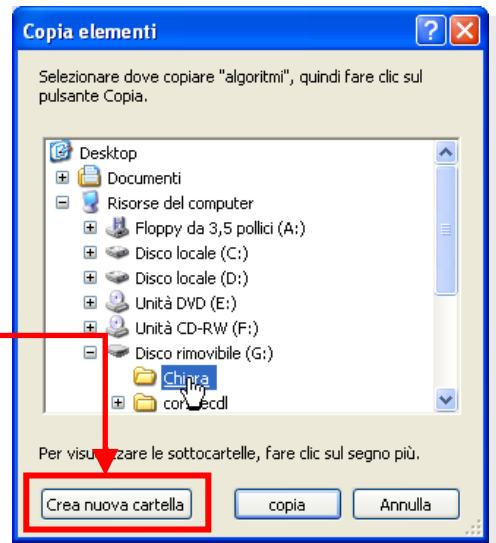 Copia elementi
Selezionare dove copiare "algoritmi", quindi fare clic sul
pulsante Copia.
Desktop
Documenti
Risorse del computer
Floppy da 3,5 pollici (A:)
Disco locale (C:)
Disco locale (D:)
Unità DVD (E:)
Unità CD-RW (F:)
Disco rimovibile (G:)
Chiara
Per visualizzare le sottocartelle, fare clic sul segno più.
Crea nuova cartella
copia
Annulla